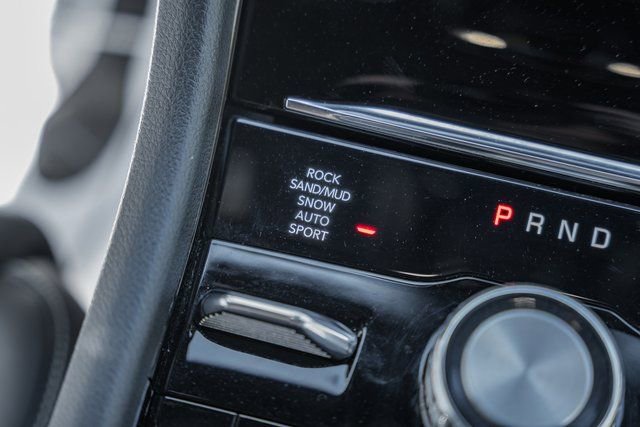 ROCK
SAND/MUD
SNOW
AUTO
SPORT
P R N D